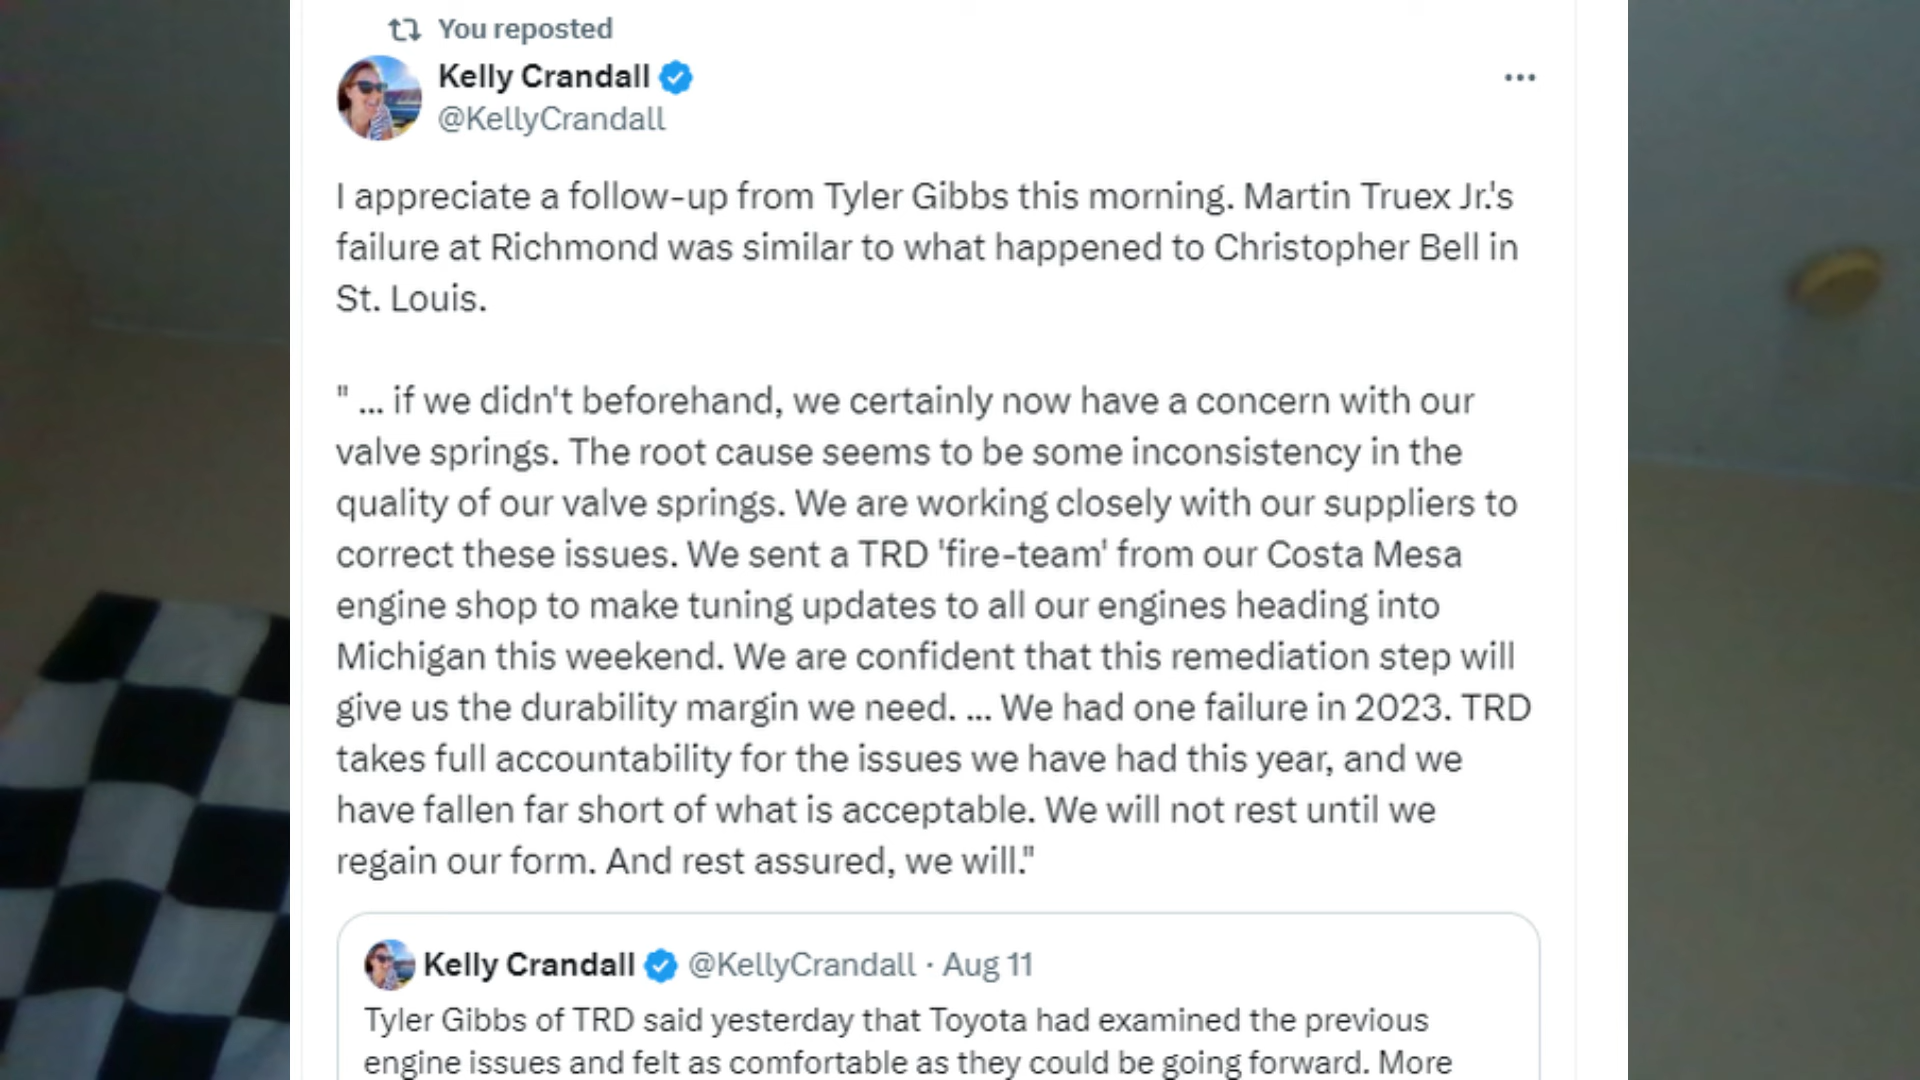 You reposted
Kelly Crandall
@KellyCrandall
I appreciate a follow-up from Tyler Gibbs this morning. Martin Truex Jr.'s
failure at Richmond was similar to what happened to Christopher Bell in
St. Louis.
" ... if we didn't beforehand, we certainly now have a concern with our
valve springs. The root cause seems to be some inconsistency in the
quality of our valve springs. We are working closely with our suppliers to
correct these issues. We sent a TRD 'fire-team' from our Costa Mesa
engine shop to make tuning updates to all our engines heading into
Michigan this weekend. We are confident that this remediation step will
give us the durability margin we need. ... We had one failure in 2023. TRD
takes full accountability for the issues we have had this year, and we
have fallen far short of what is acceptable. We will not rest until we
regain our form. And rest assured, we will."
Kelly Crandall @KellyCrandall · Aug 11
Tyler Gibbs of TRD said yesterday that Toyota had examined the previous
engine issues and felt as comfortable as they could be going forward. More